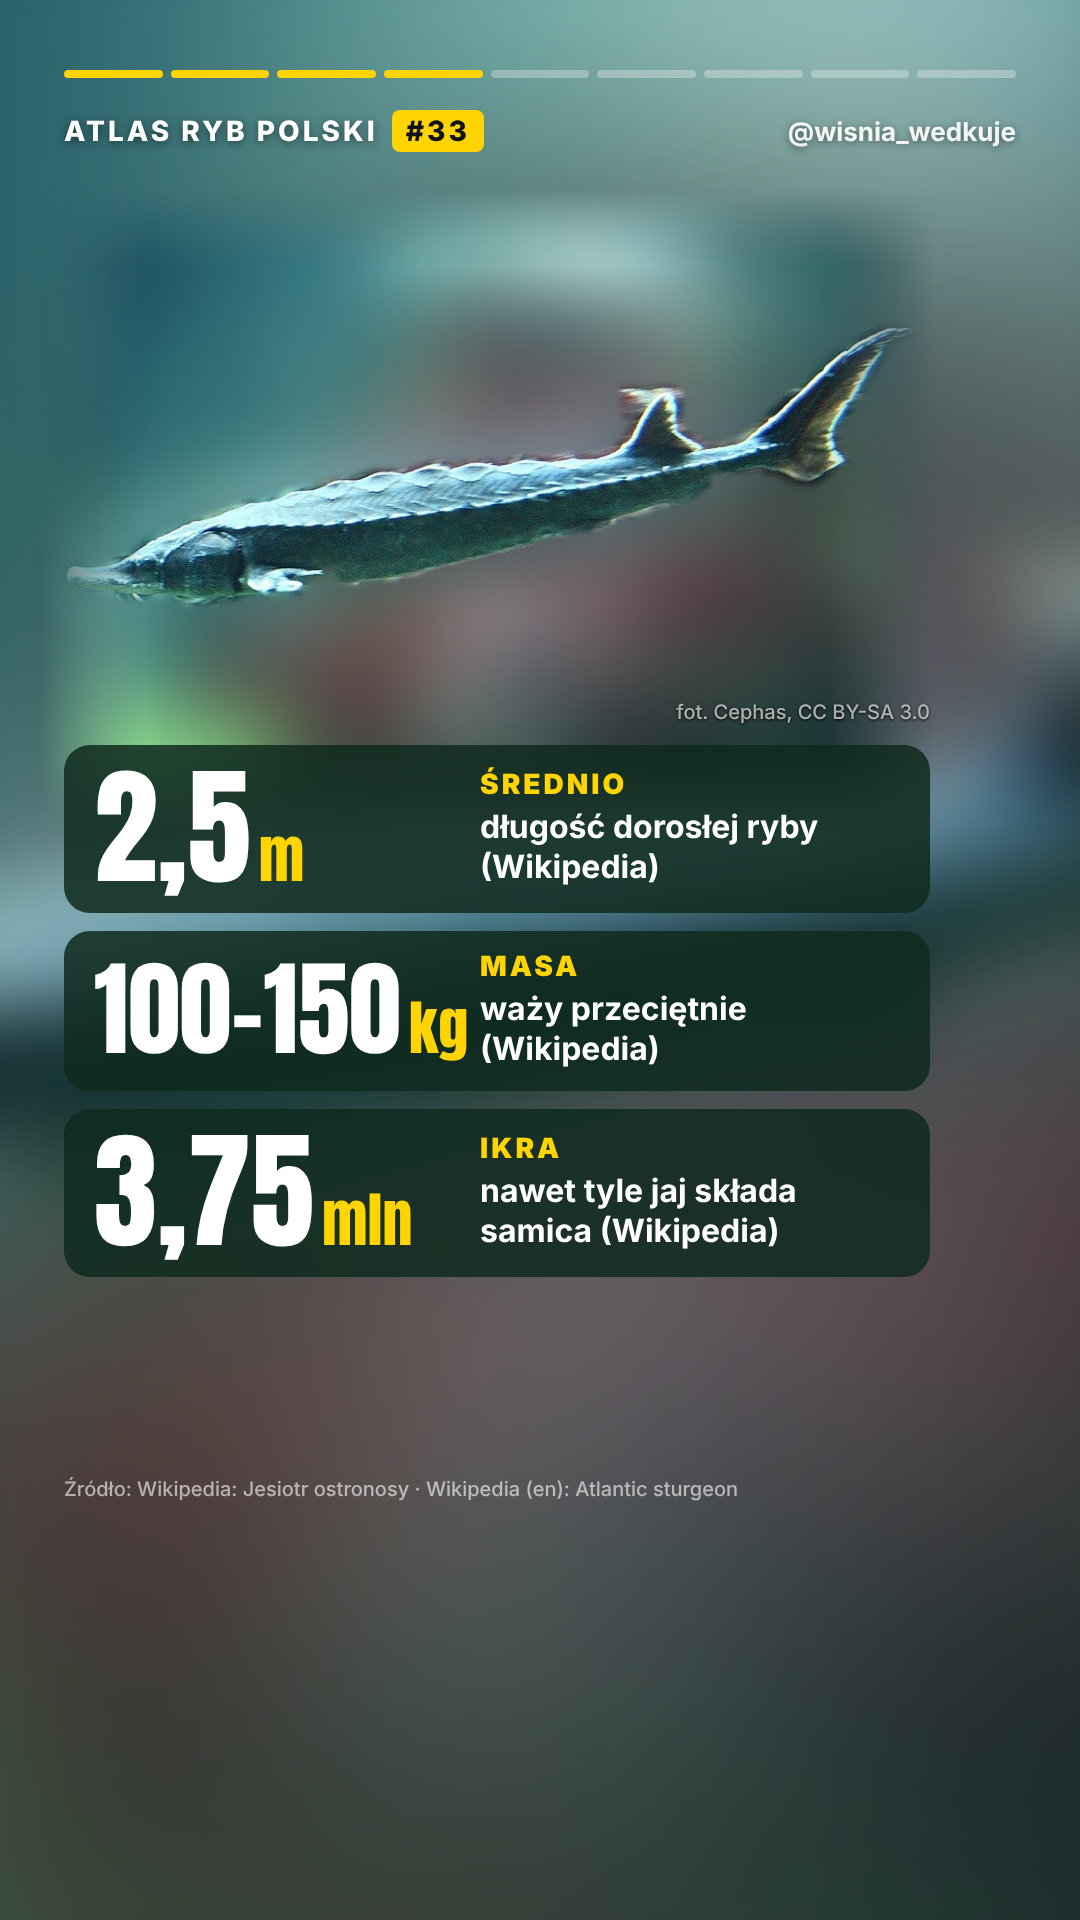 ATLAS RYB POLSKI #33
@wisnia_wedkuje
fot. Cephas, CC BY-SA 3.0
2,5 m
ŚREDNIO
długość dorosłej ryby
(Wikipedia)
100-150 kg
MASA
waży przeciętnie
(Wikipedia)
3,75 mln
IKRA
nawet tyle jaj składa
samica (Wikipedia)
Źródło: Wikipedia: Jesiotr ostronosy · Wikipedia (en): Atlantic sturgeon